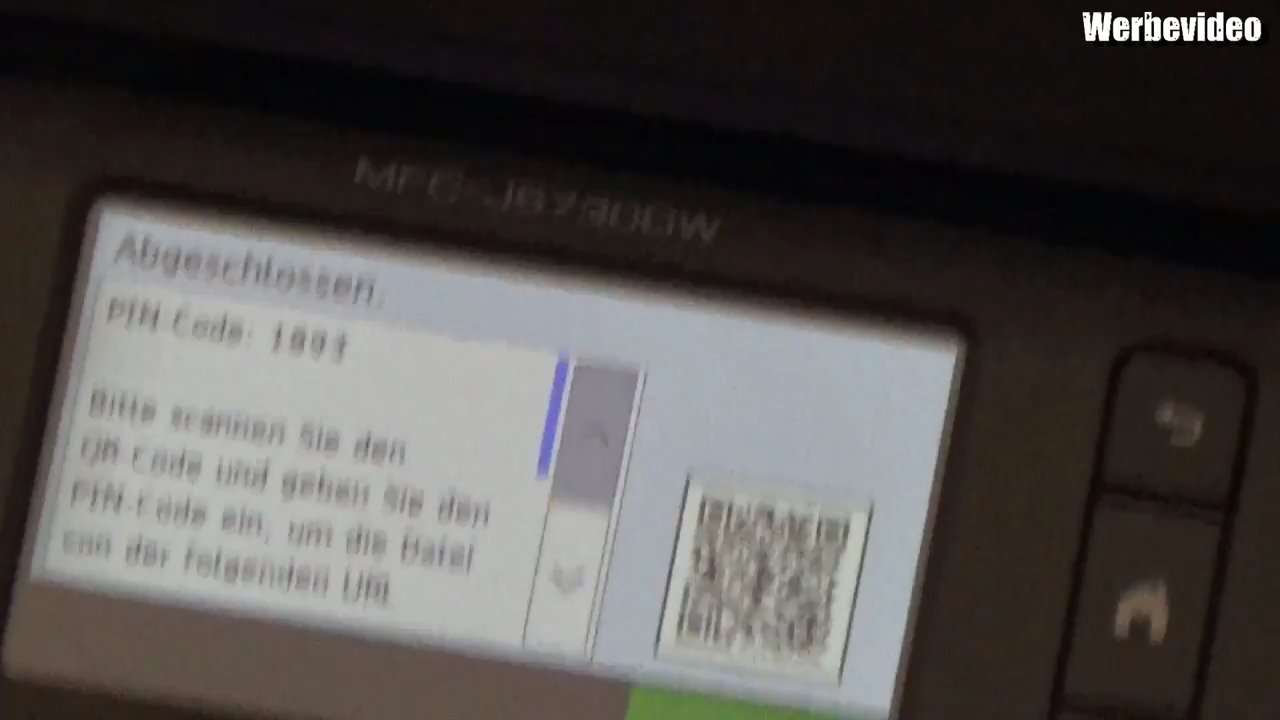 Werbevideo
Abgeschlossen.
PIN-Code:
Bitte scannen Sie den
QR-Code und geben Sie den
PIN-Code ein, um die Datei
von der folgenden URL